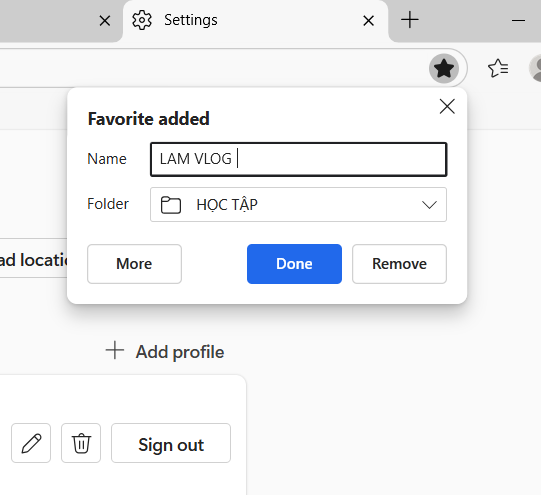 Settings
Favorite added
Name
LAM VLOG
Folder
HỌC TẬP
More
Done
Remove
Add profile
Sign out